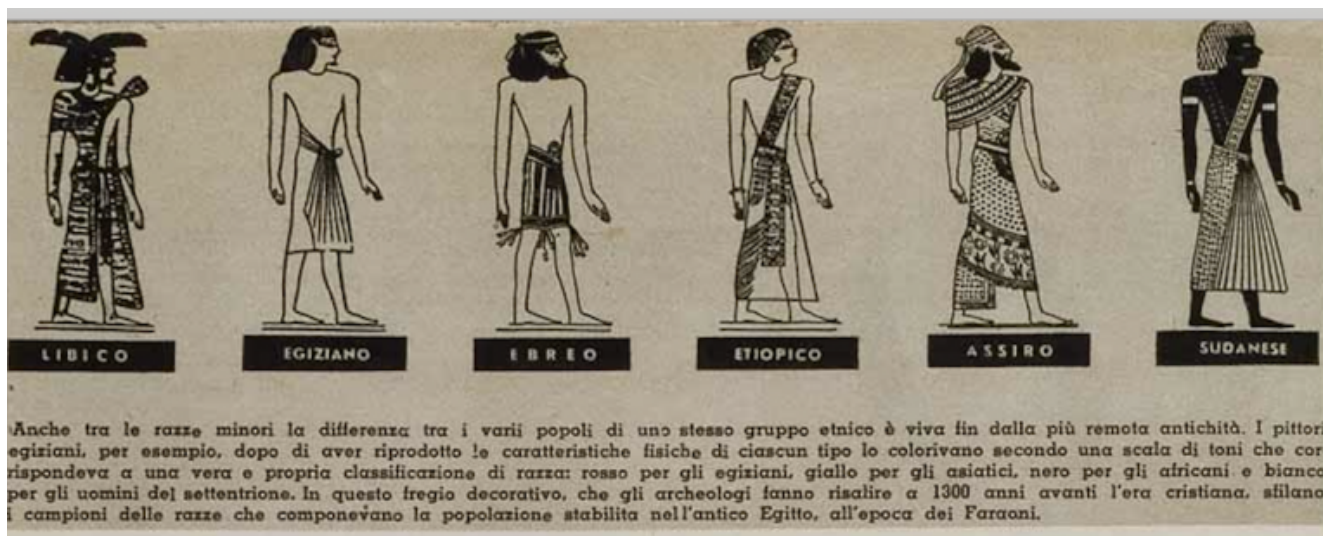 LIBICO
EGIZIANO
EBREO
ETIOPICO
ASSIRO
SUDANESE
Anche tra le razze minori la differenza tra i varii popoli di uno stesso gruppo etnico è viva fin dalla più remota antichità. I pittori
egiziani, per esempio, dopo di aver riprodotto le caratteristiche fisiche di ciascun tipo lo colorivano secondo una scala di toni che cor
rispondeva a una vera e propria classificazione di razza: rosso per gli egiziani, giallo per gli asiatici, nero per gli africani e bianco
per gli uomini del settentrione. In questo fregio decorativo, che gli archeologi fanno risalire a 1300 anni avanti l'era cristiana, sfilano
i campioni delle razze che componevano la popolazione stabilita nell'antico Egitto, all'epoca dei Faraoni.